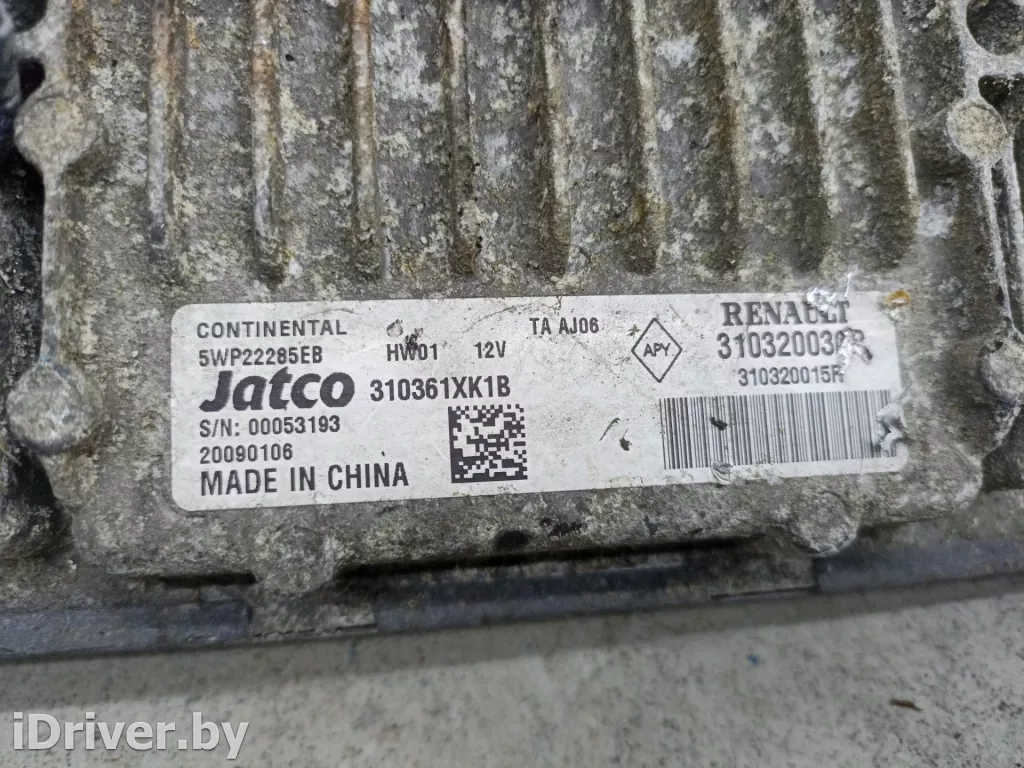 CONTINENTAL TA AJ06 RENAULT
5WP22285EB HW01 12V APY
Jatco 310361XK1B 310320015R
S/N: 00053193
20090106
MADE IN CHINA
iDriver.by